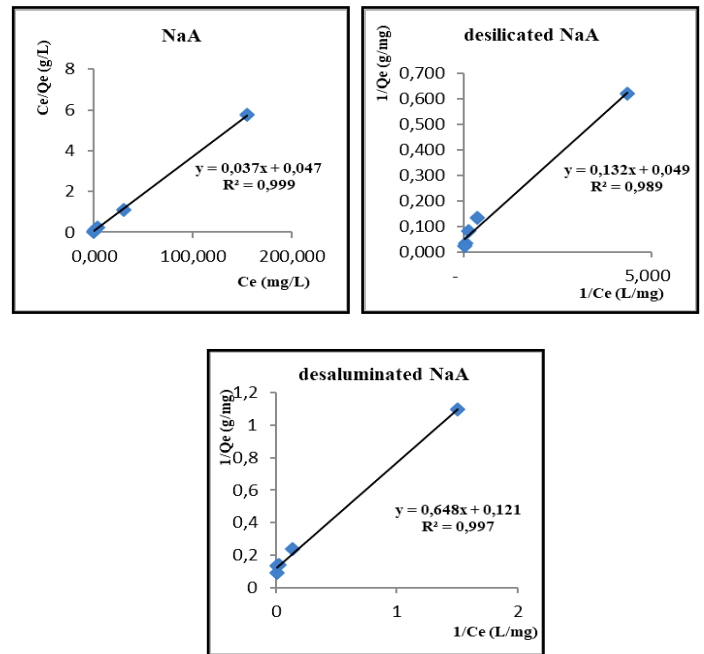 NaA
Ce/Qe (g/L)
8
6
4
2
0
y = 0,037x + 0,047
R² = 0,999
0,000 100,000 200,000
Ce (mg/L)
desilicated NaA
1/Qe (g/mg)
0,700
0,600
0,500
0,400
0,300
0,200
0,100
0,000
y = 0,132x + 0,049
R² = 0,989
- 5,000
1/Ce (L/mg)
desaluminated NaA
1/Qe (g/mg)
1,2
1
0,8
0,6
0,4
0,2
0
y = 0,648x + 0,121
R² = 0,997
0 1 2
1/Ce (L/mg)